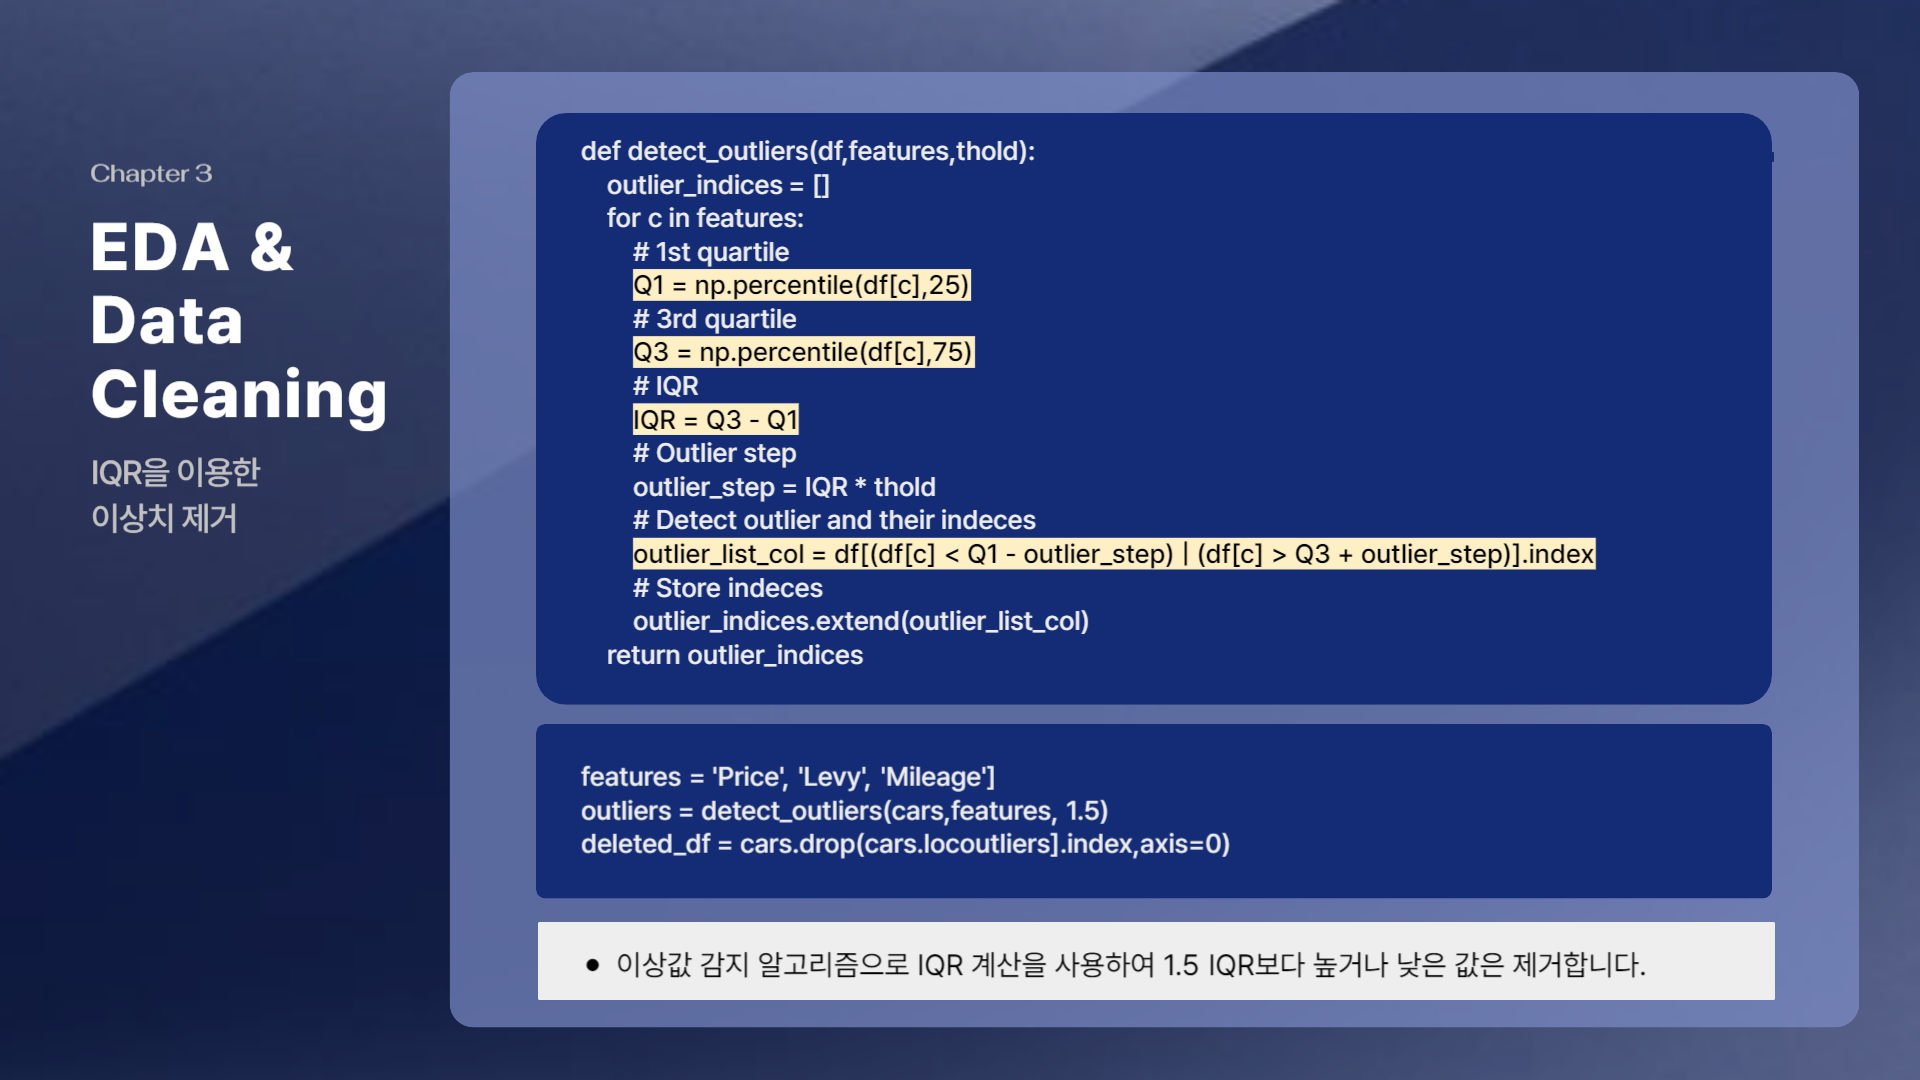 Chapter 3
EDA &
Data
Cleaning
IQR을 이용한
이상치 제거
def detect_outliers(df,features,thold):
outlier_indices = []
for c in features:
# 1st quartile
Q1 = np.percentile(df[c],25)
# 3rd quartile
Q3 = np.percentile(df[c],75)
# IQR
IQR = Q3 - Q1
# Outlier step
outlier_step = IQR * thold
# Detect outlier and their indeces
outlier_list_col = df[(df[c] < Q1 - outlier_step) | (df[c] > Q3 + outlier_step)].index
# Store indeces
outlier_indices.extend(outlier_list_col)
return outlier_indices
features = 'Price', 'Levy', 'Mileage']
outliers = detect_outliers(cars,features, 1.5)
deleted_df = cars.drop(cars.locoutliers].index,axis=0)
• 이상값 감지 알고리즘으로 IQR 계산을 사용하여 1.5 IQR보다 높거나 낮은 값은 제거합니다.